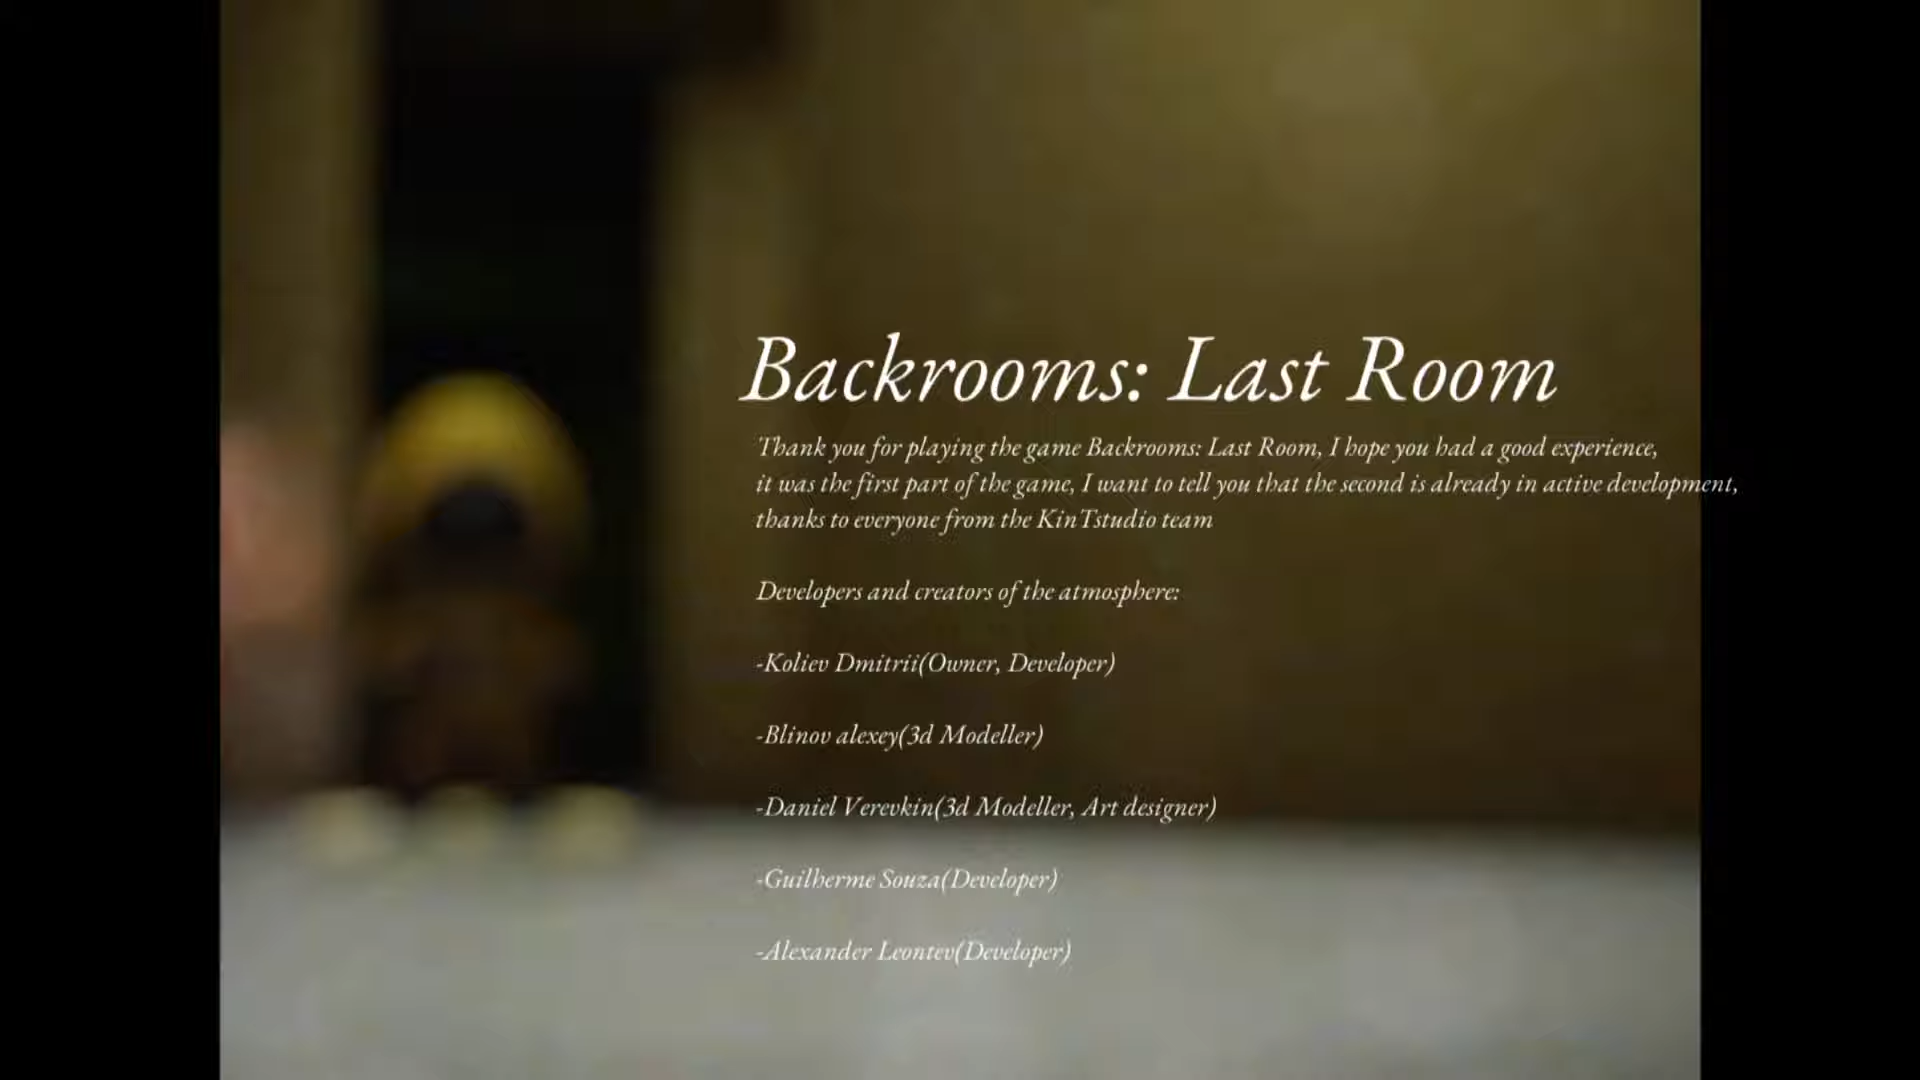 Backrooms: Last Room
Thank you for playing the game Backrooms: Last Room, I hope you had a good experience,
it was the first part of the game, I want to tell you that the second is already in active development,
thanks to everyone from the KinTstudio team
Developers and creators of the atmosphere:
-Koliev Dmitrii(Owner, Developer)
-Blinov alexey(3d Modeller)
-Daniel Verevkin(3d Modeller, Art designer)
-Guilherme Souza(Developer)
-Alexander Leontev(Developer)